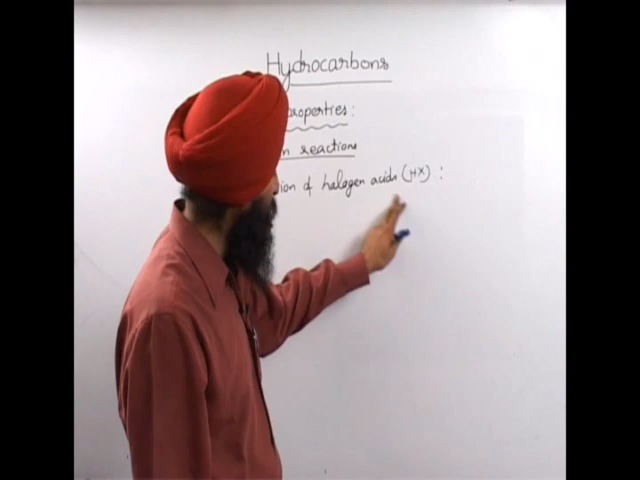 Hydrocarbons
roperties:
n reactions
ion of halogen acids (HX) :